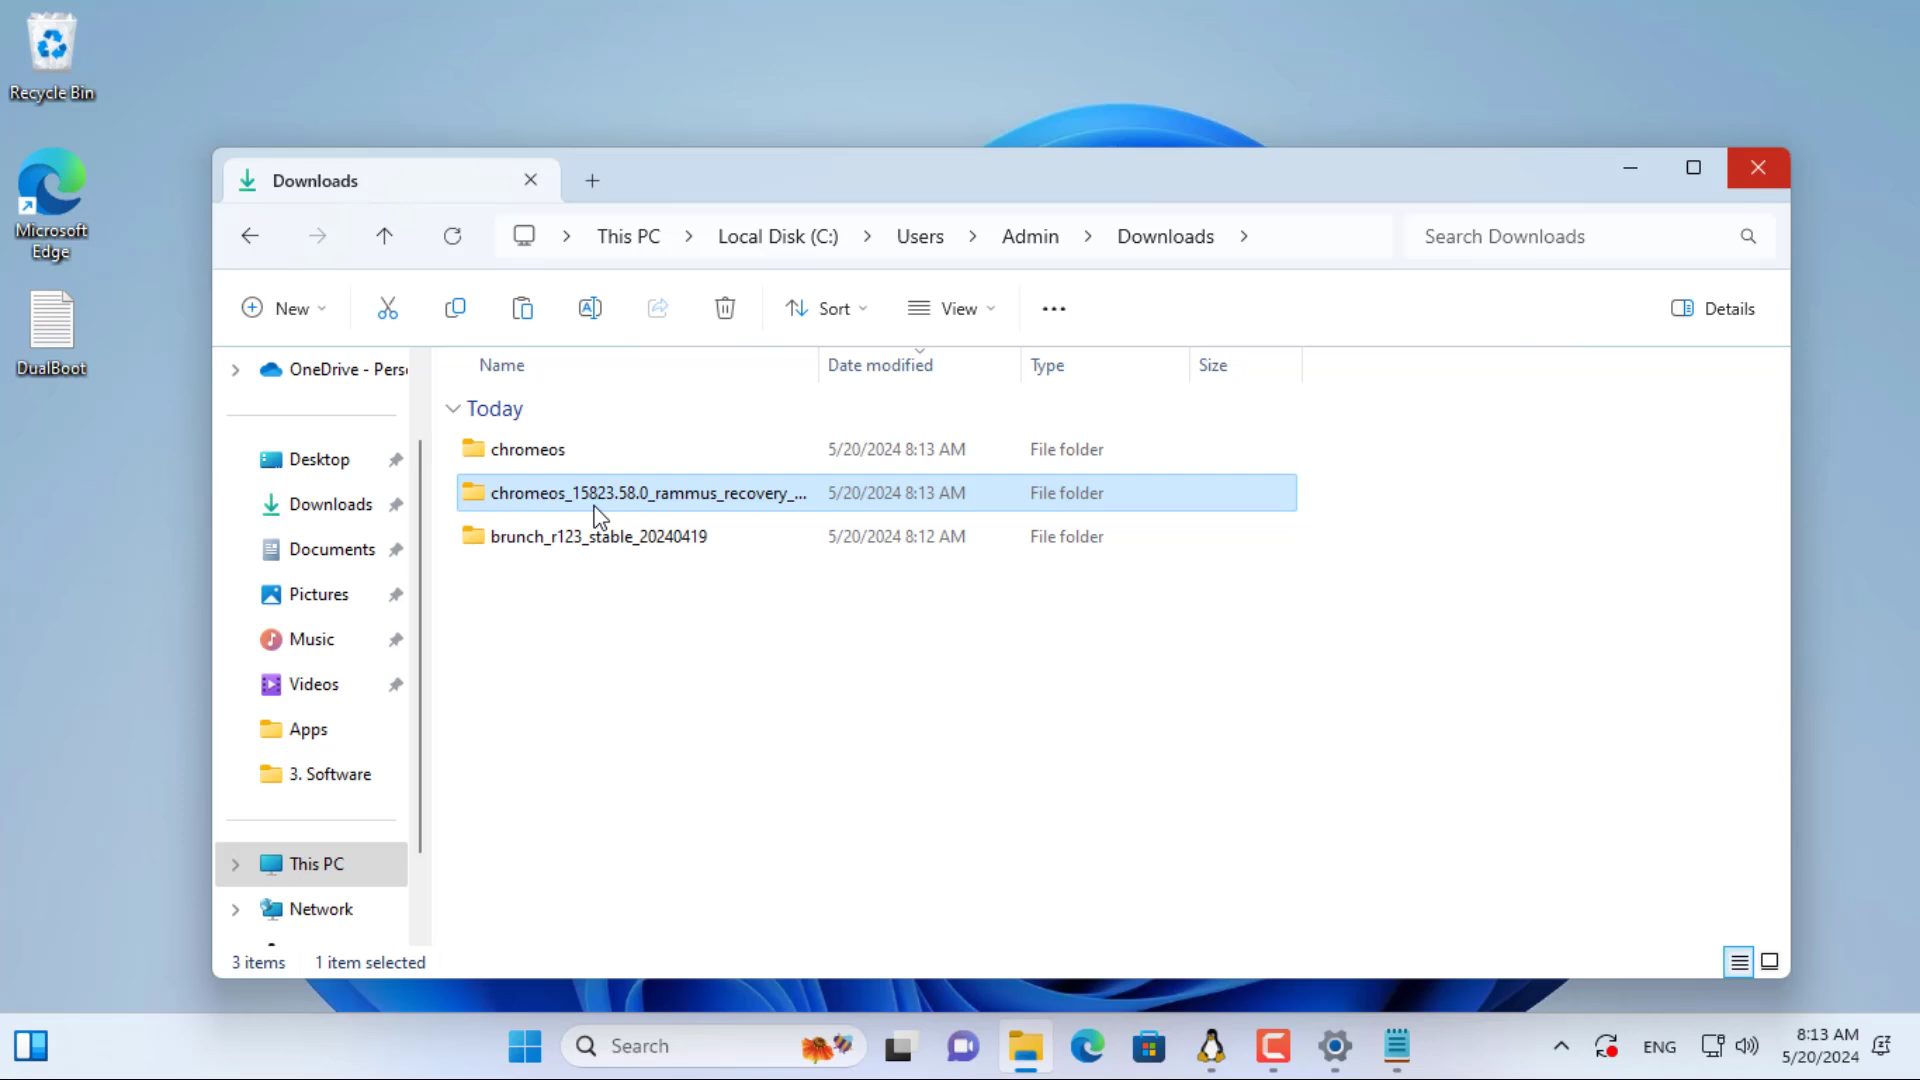 Recycle Bin
Microsoft
Edge
DualBoot
Downloads
This PC
Local Disk (C:)
Users
Admin
Downloads
Search Downloads
New
Sort
View
Details
OneDrive - Pers
Desktop
Downloads
Documents
Pictures
Music
Videos
Apps
3. Software
This PC
Network
Name
Date modified
Type
Size
Today
chromeos 5/20/2024 8:13 AM File folder
chromeos_15823.58.0_rammus_recovery_... 5/20/2024 8:13 AM File folder
brunch_r123_stable_20240419 5/20/2024 8:12 AM File folder
3 items
1 item selected
Search
ENG
8:13 AM
5/20/2024